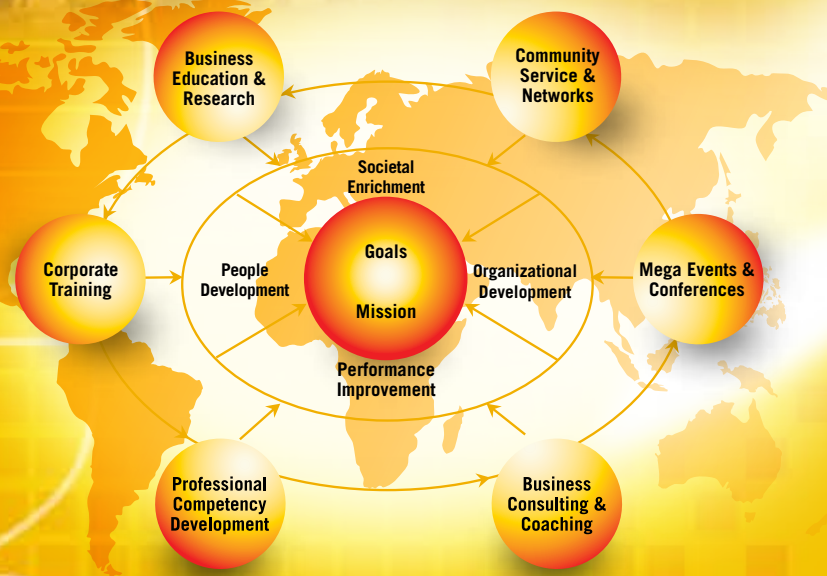 Business
Education &
Research
Community
Service &
Networks
Societal
Enrichment
Corporate
Training
People
Development
Goals
Mission
Organizational
Development
Mega Events &
Conferences
Performance
Improvement
Professional
Competency
Development
Business
Consulting &
Coaching